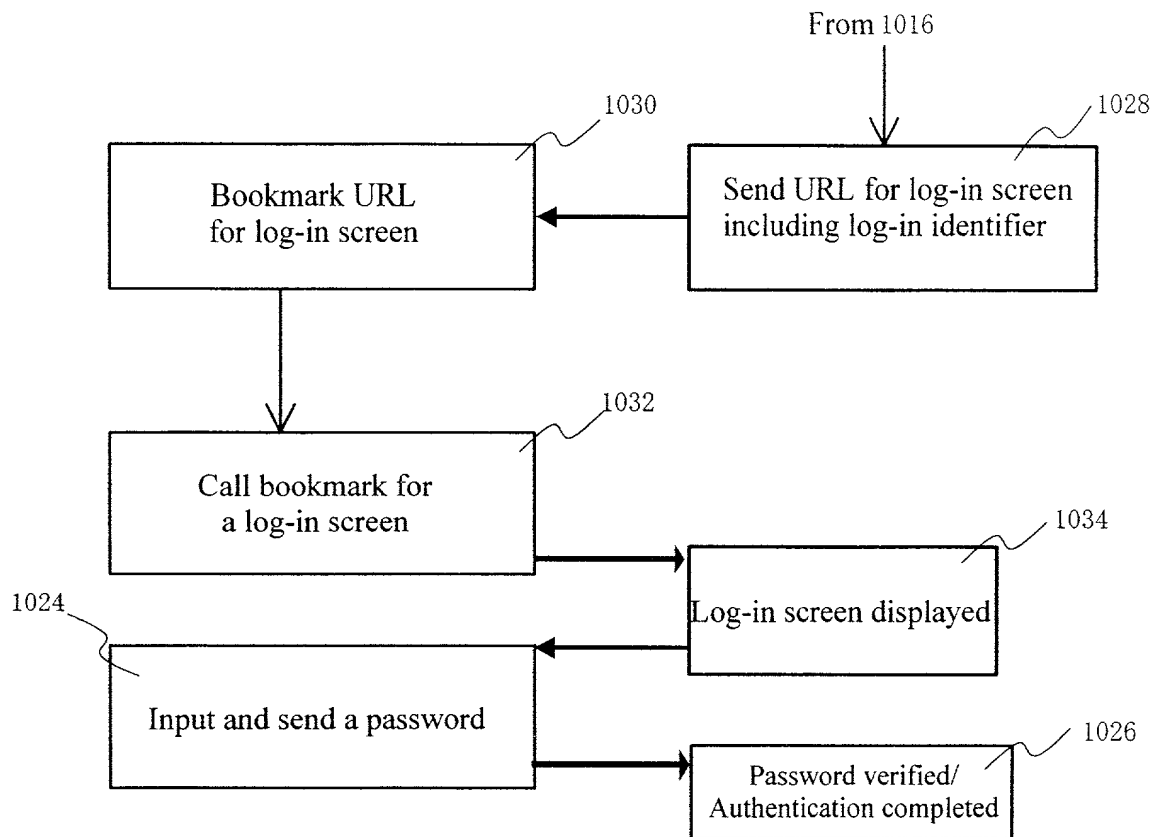 From 1016
1030
1028
Bookmark URL
for log-in screen
Send URL for log-in screen
including log-in identifier
1032
Call bookmark for
a log-in screen
1034
Log-in screen displayed
1024
Input and send a password
1026
Password verified/
Authentication completed